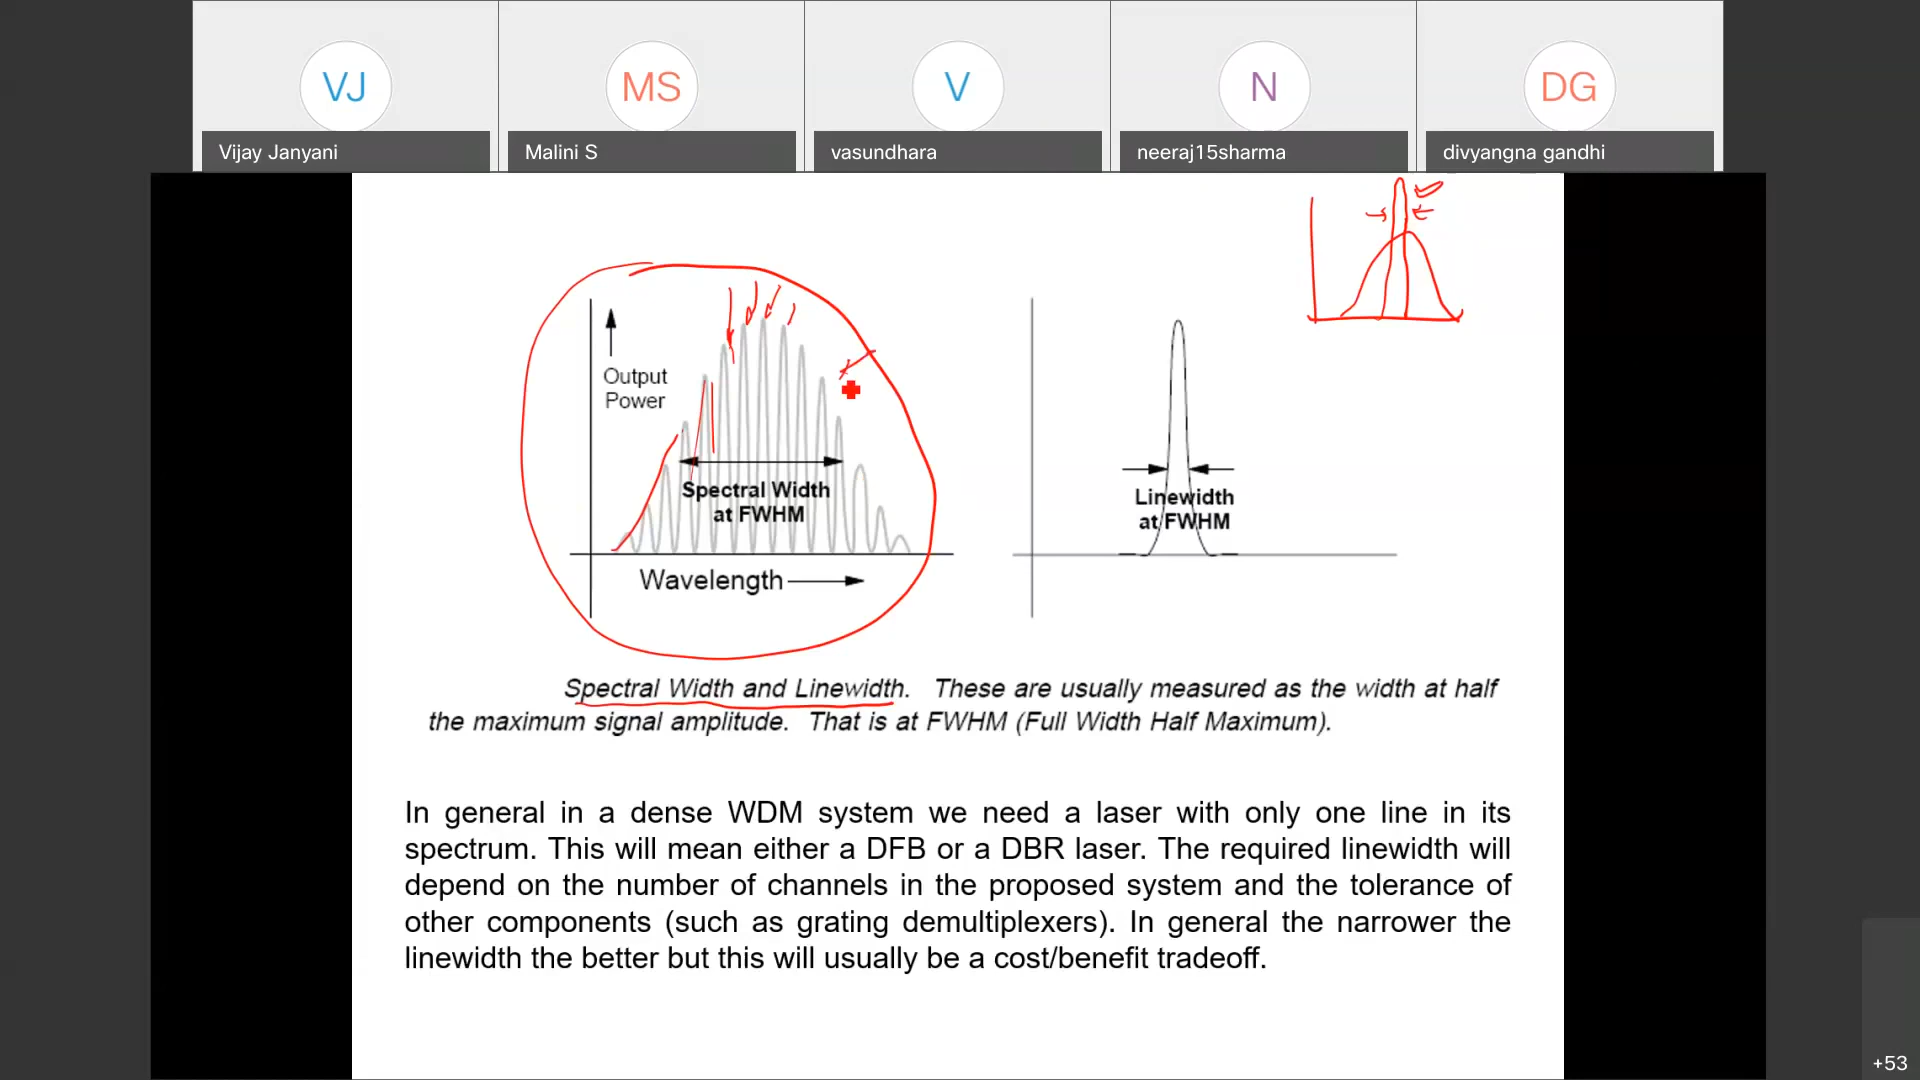 VJ
MS
V
N
DG
Vijay Janyani
Malini S
vasundhara
neeraj15sharma
divyangna gandhi
Output
Power
Spectral Width
at FWHM
Wavelength
Linewidth
at FWHM
Spectral Width and Linewidth. These are usually measured as the width at half
the maximum signal amplitude. That is at FWHM (Full Width Half Maximum).
In general in a dense WDM system we need a laser with only one line in its
spectrum. This will mean either a DFB or a DBR laser. The required linewidth will
depend on the number of channels in the proposed system and the tolerance of
other components (such as grating demultiplexers). In general the narrower the
linewidth the better but this will usually be a cost/benefit tradeoff.
+53